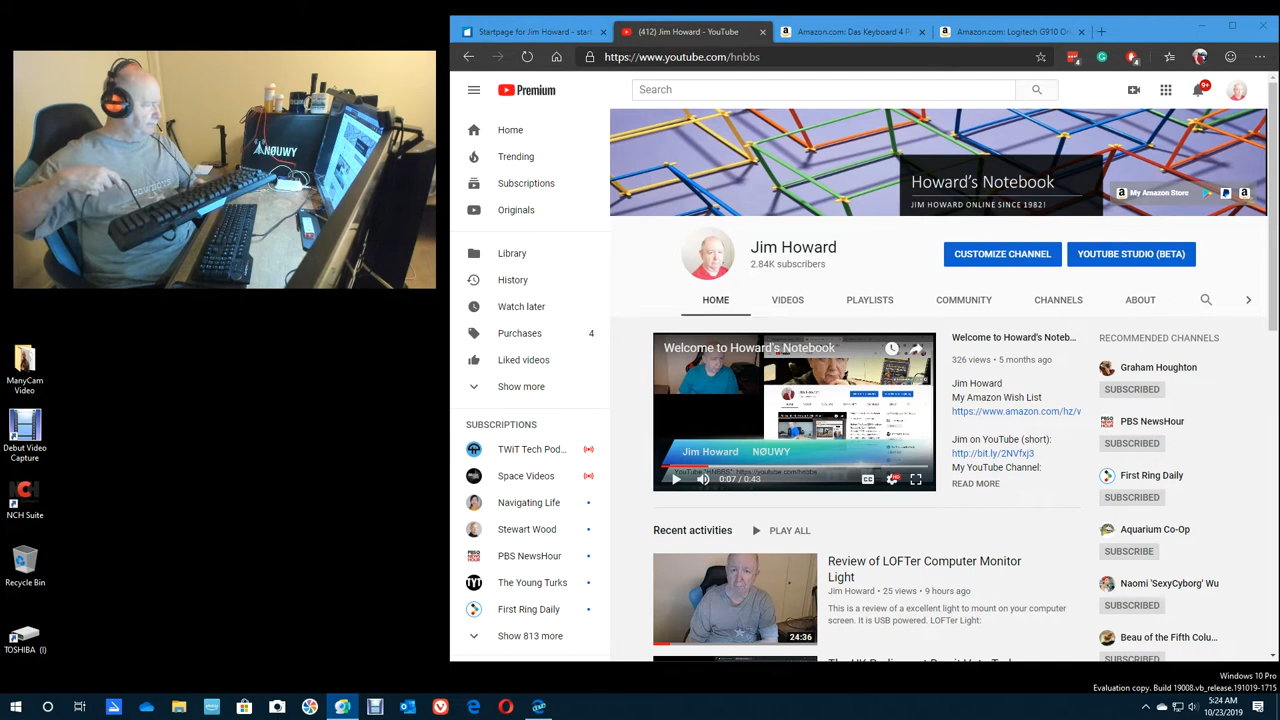 Startpage for Jim Howard - start
(412) Jim Howard - YouTube
Amazon.com: Das Keyboard 4 P
Amazon.com: Logitech G910 O
https://www.youtube.com/hnbbs
4
4
Premium
Search
9+
Home
Trending
Subscriptions
Originals
Library
History
Watch later
Purchases 4
Liked videos
Show more
SUBSCRIPTIONS
TWiT Tech Pod...
Space Videos
Navigating Life
Stewart Wood
PBS NewsHour
The Young Turks
First Ring Daily
Show 813 more
NØUWY
COWBOYS
Howard's Notebook
JIM HOWARD ONLINE SINCE 1982!
My Amazon Store
Jim Howard
2.84K subscribers
CUSTOMIZE CHANNEL
YOUTUBE STUDIO (BETA)
HOME
VIDEOS
PLAYLISTS
COMMUNITY
CHANNELS
ABOUT
Welcome to Howard's Notebook
Jim Howard NØUWY
YouTube "HNBBS": https://youtube.com/hnbbs
0:07 / 0:43
Welcome to Howard's Noteb...
326 views • 5 months ago
Jim Howard
My Amazon Wish List
https://www.amazon.com/hz/v
Jim on YouTube (short):
http://bit.ly/2NVfxj3
My YouTube Channel:
READ MORE
RECOMMENDED CHANNELS
Graham Houghton
SUBSCRIBED
PBS NewsHour
SUBSCRIBED
First Ring Daily
SUBSCRIBED
Aquarium Co-Op
SUBSCRIBE
Naomi 'SexyCyborg' Wu
SUBSCRIBED
Beau of the Fifth Colu...
SUBSCRIBED
Recent activities
PLAY ALL
24:36
Review of LOFTer Computer Monitor
Light
Jim Howard • 25 views • 9 hours ago
This is a review of a excellent light to mount on your computer
screen. It is USB powered. LOFTer Light:
ManyCam
Video
Debut Video
Capture
NCH Suite
Recycle Bin
TOSHIBA (I)
Windows 10 Pro
Evaluation copy. Build 19008.vb_release.191019-1715
5:24 AM
10/23/2019